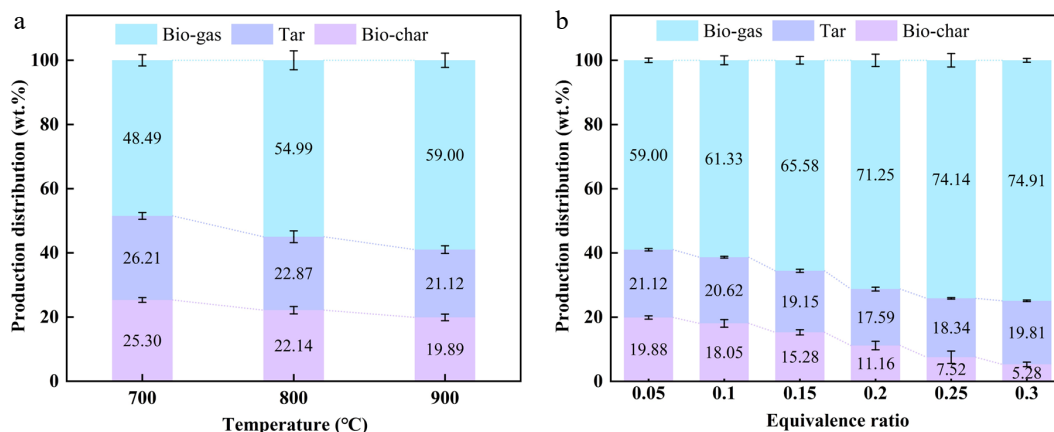 a
Bio-gas Tar Bio-char
Production distribution (wt.%)
100
80
60
40
20
0
48.49
54.99
59.00
26.21
22.87
21.12
25.30
22.14
19.89
700 800 900
Temperature (°C)
b
Bio-gas Tar Bio-char
Production distribution (wt.%)
100
80
60
40
20
0
59.00 61.33 65.58 71.25 74.14 74.91
21.12 20.62 19.15 17.59 18.34 19.81
19.88 18.05 15.28 11.16 7.52 5.28
0.05 0.1 0.15 0.2 0.25 0.3
Equivalence ratio